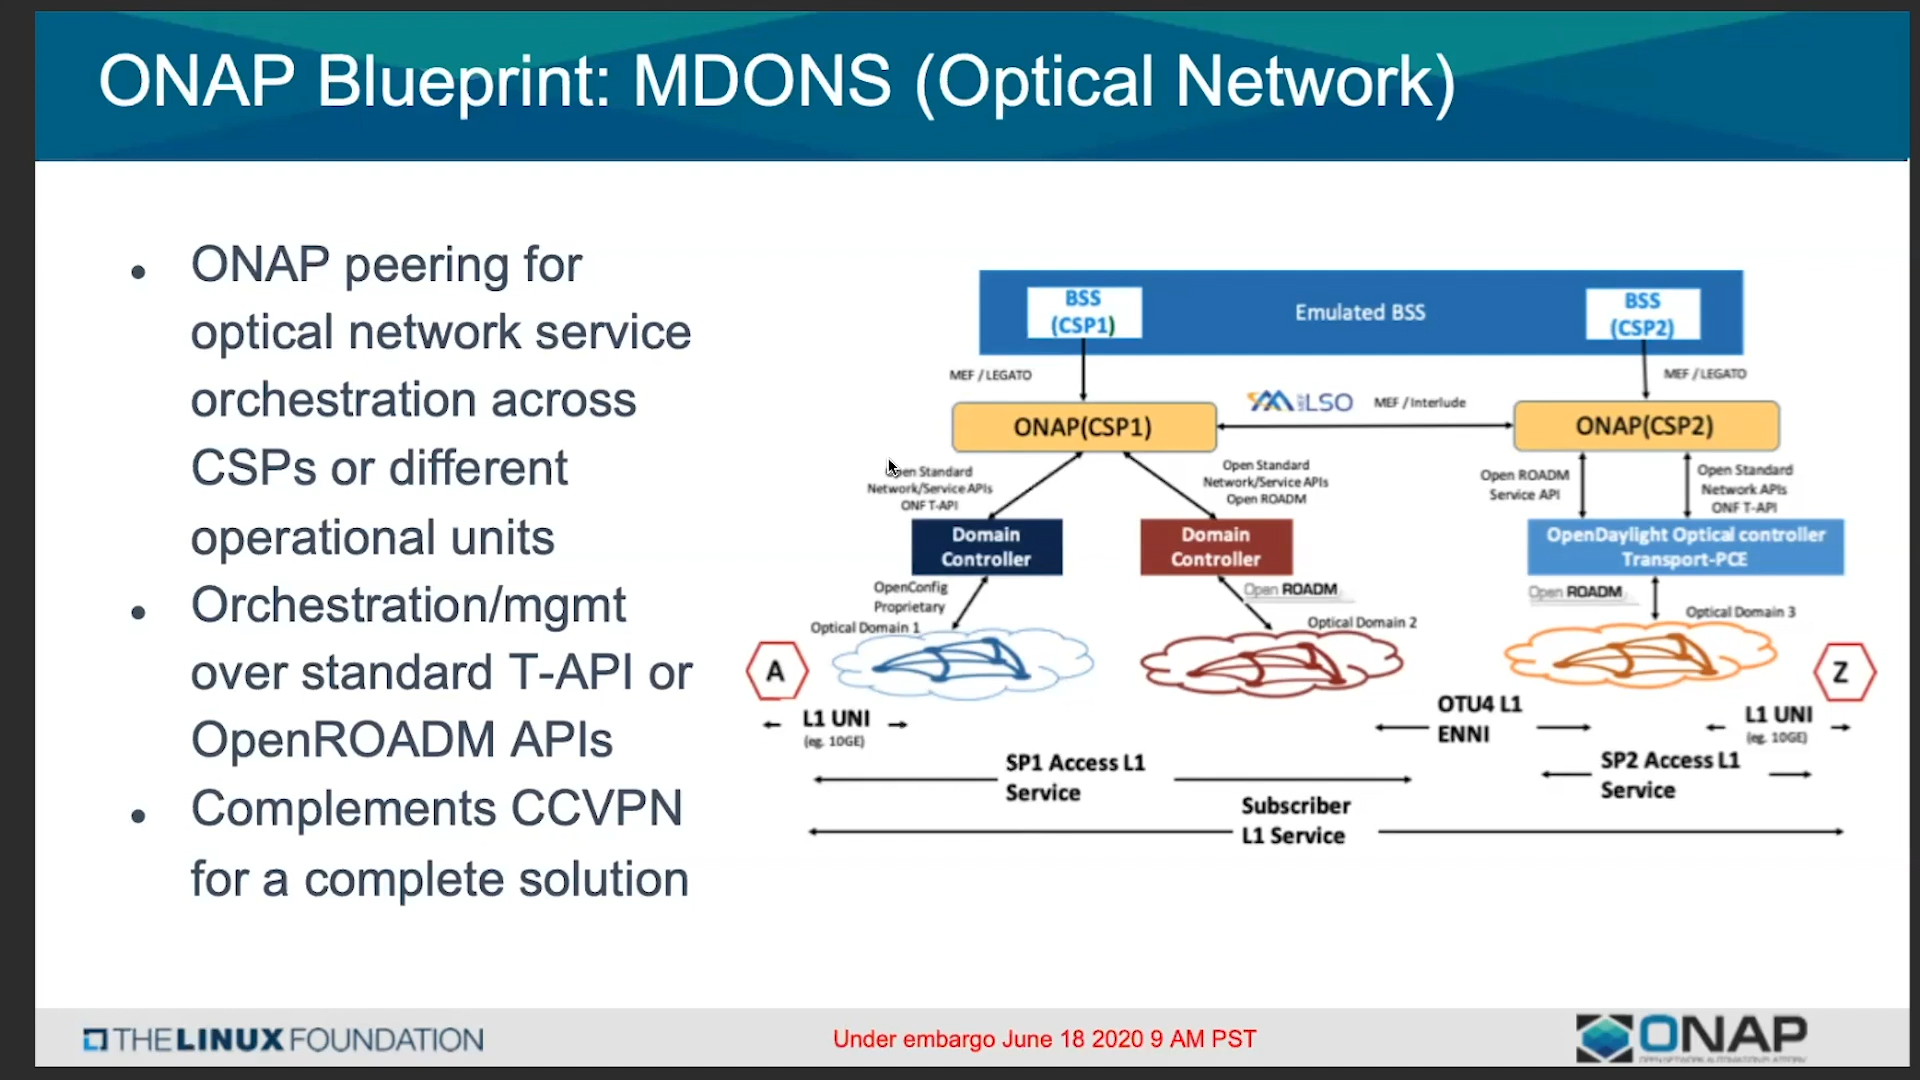 ONAP Blueprint: MDONS (Optical Network)
• ONAP peering for
optical network service
orchestration across
CSPs or different
operational units
• Orchestration/mgmt
over standard T-API or
OpenROADM APIs
• Complements CCVPN
for a complete solution
BSS
(CSP1)
Emulated BSS
BSS
(CSP2)
MEF / LEGATO
MEF / LEGATO
LSO
MEF / Interlude
ONAP(CSP1)
ONAP(CSP2)
Standard
Network/Service APIs
ONF T-API
Open Standard
Network/Service APIs
Open ROADM
Open ROADM
Service API
Open Standard
Network APIs
ONF T-API
Domain
Controller
Domain
Controller
OpenDaylight Optical controller
Transport-PCE
OpenConfig
Proprietary
Open ROADM
Open ROADM
Optical Domain 1
Optical Domain 2
Optical Domain 3
A
Z
L1 UNI
(eg. 10GE)
OTU4 L1
ENNI
L1 UNI
(eg. 10GE)
SP1 Access L1
Service
SP2 Access L1
Service
Subscriber
L1 Service
THE LINUX FOUNDATION
Under embargo June 18 2020 9 AM PST
ONAP